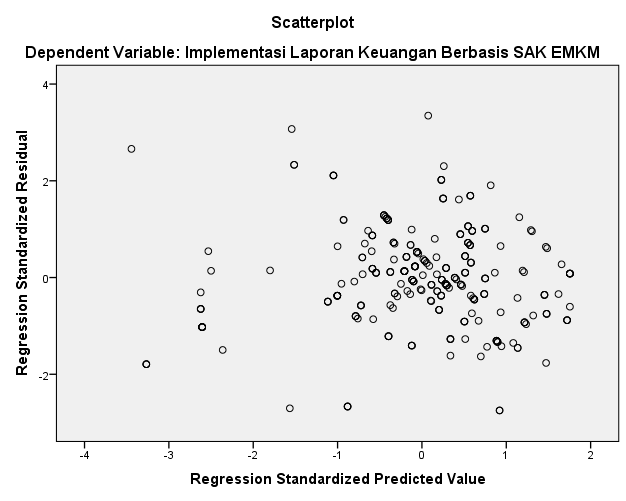 Scatterplot
Dependent Variable: Implementasi Laporan Keuangan Berbasis SAK EMKM
Regression Standardized Residual
4
2
0
-2
-4
-3
-2
-1
0
1
2
Regression Standardized Predicted Value